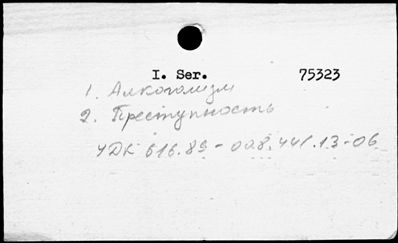 I. Ser. 75323
1. Алкоголизм
2. Преступность
УДК 616.89-008.441.13-06